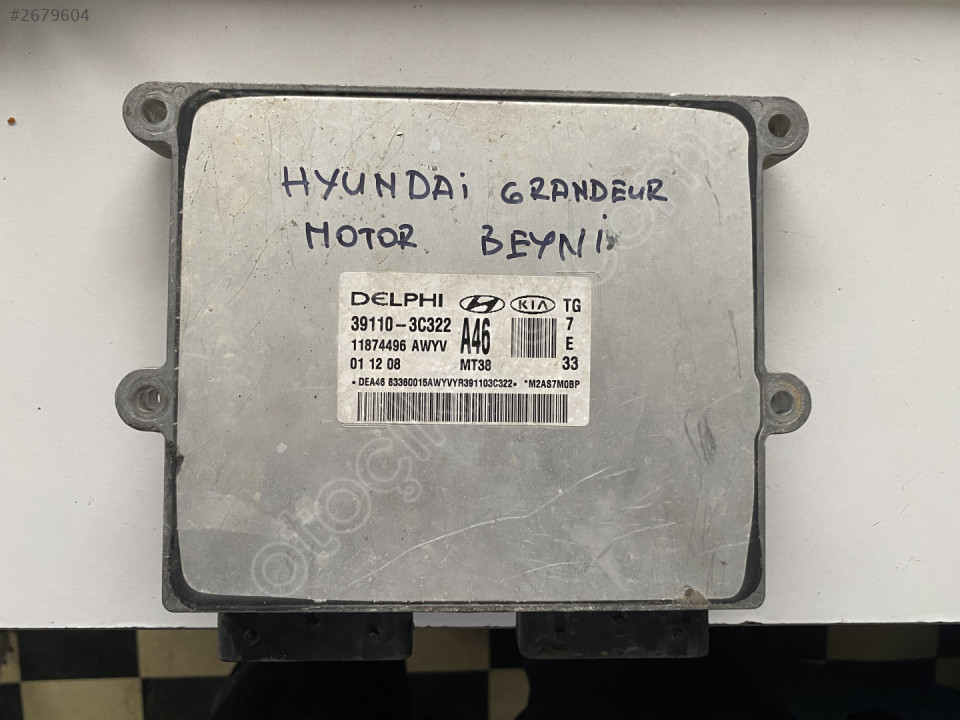 #2679604
HYUNDAi GRANDEUR
MOTOR BEYNİ
DELPHI KIA TG
39110-3C322 A46 7
11874496 AWYV E
01 12 08 MT38 33
• DEA46 83360015AWYVYR391103C322• *M2AS7M0BP